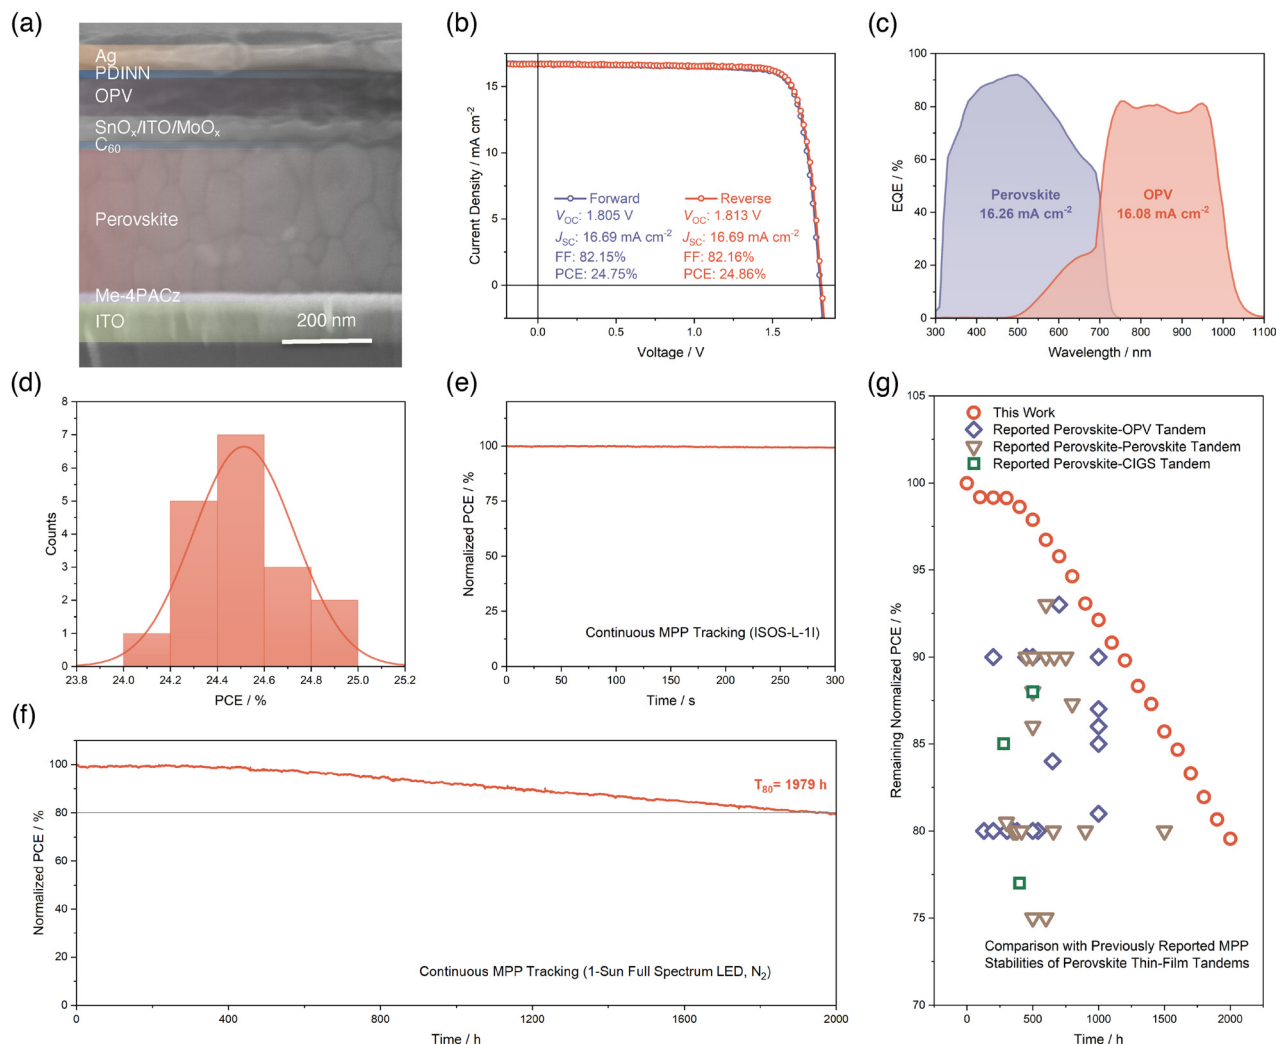 (a)
Ag
PDINN
OPV
SnOₓ/ITO/MoOₓ
C₆₀
Perovskite
Me-4PACz
ITO
200 nm
(b)
Current Density / mA cm⁻²
15
10
5
0
0.0 0.5 1.0 1.5
Voltage / V
Forward
V_OC: 1.805 V
J_SC: 16.69 mA cm⁻²
FF: 82.15%
PCE: 24.75%
Reverse
V_OC: 1.813 V
J_SC: 16.69 mA cm⁻²
FF: 82.16%
PCE: 24.86%
(c)
EQE / %
100
80
60
40
20
0
300 400 500 600 700 800 900 1000 1100
Wavelength / nm
Perovskite
16.26 mA cm⁻²
OPV
16.08 mA cm⁻²
(d)
Counts
8
7
6
5
4
3
2
1
0
23.8 24.0 24.2 24.4 24.6 24.8 25.0 25.2
PCE / %
(e)
Normalized PCE / %
100
75
50
25
0
0 50 100 150 200 250 300
Time / s
Continuous MPP Tracking (ISOS-L-1I)
(f)
Normalized PCE / %
100
80
60
40
20
0
0 400 800 1200 1600 2000
Time / h
T₈₀= 1979 h
Continuous MPP Tracking (1-Sun Full Spectrum LED, N₂)
(g)
This Work
Reported Perovskite-OPV Tandem
Reported Perovskite-Perovskite Tandem
Reported Perovskite-CIGS Tandem
Remaining Normalized PCE / %
105
100
95
90
85
80
75
70
0 500 1000 1500 2000
Time / h
Comparison with Previously Reported MPP
Stabilities of Perovskite Thin-Film Tandems